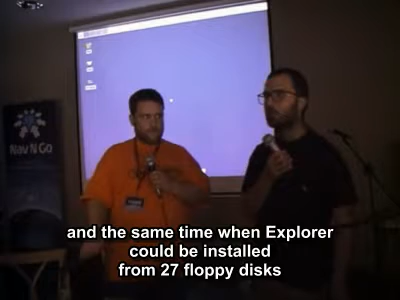 Nav N Go
and the same time when Explorer
could be installed
from 27 floppy disks